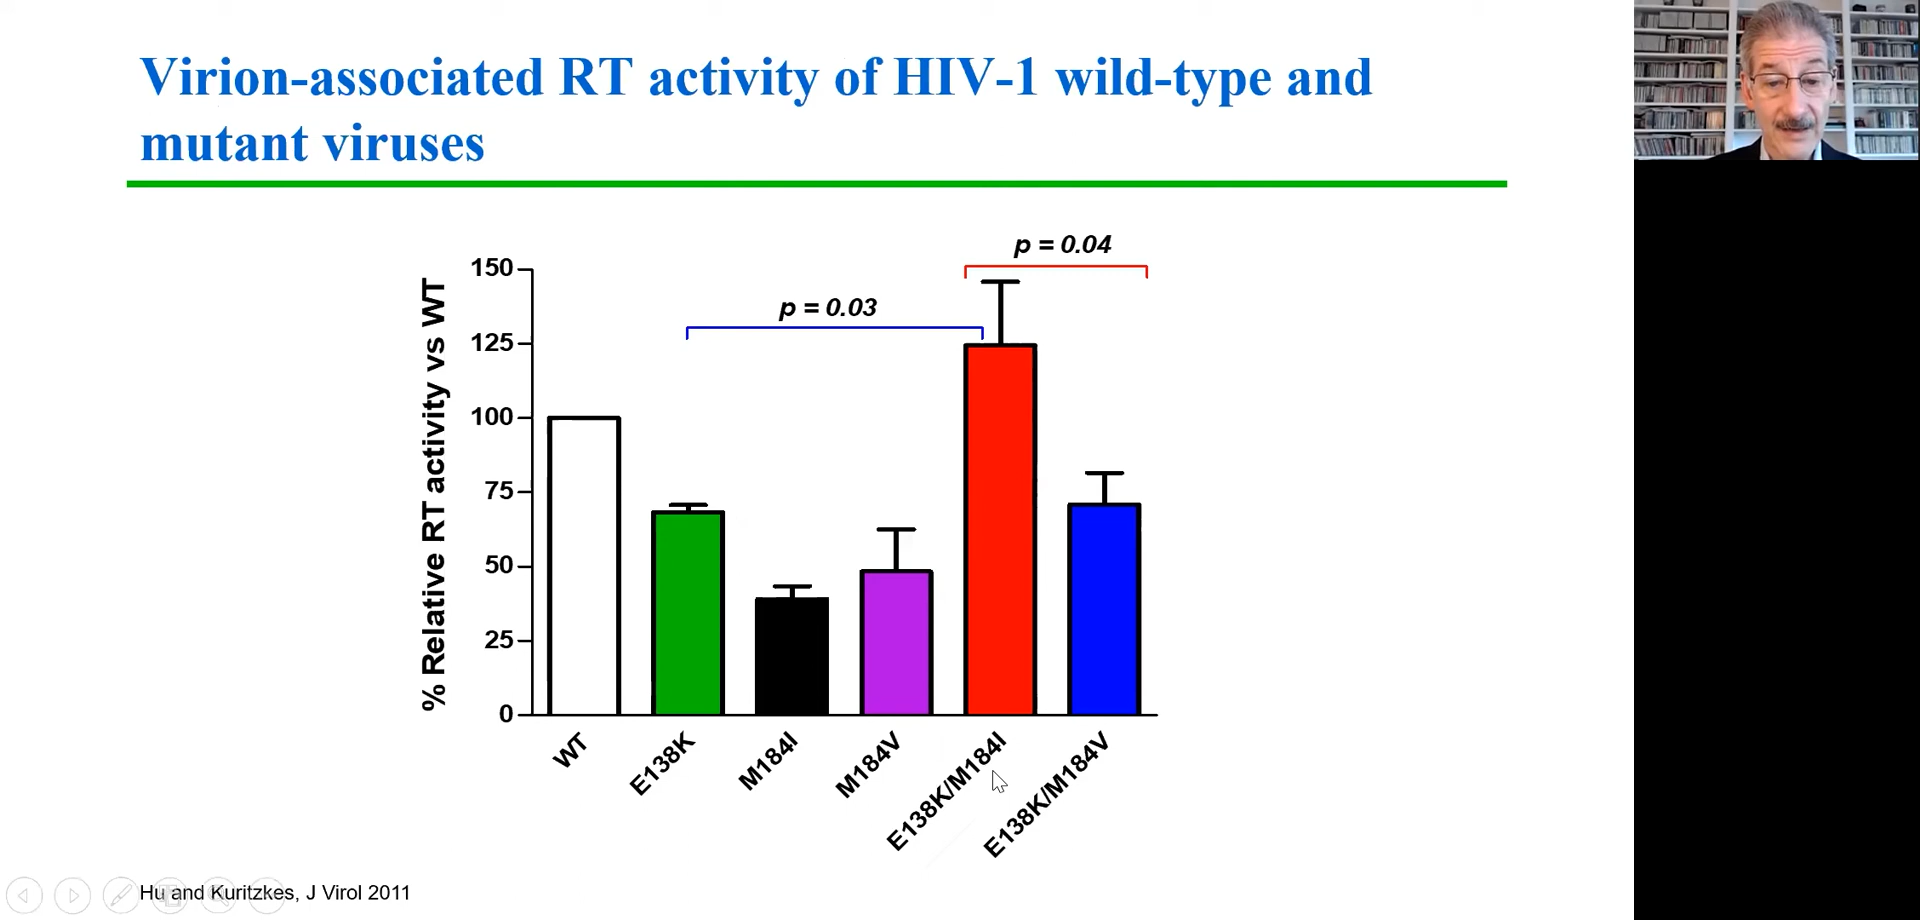 Virion-associated RT activity of HIV-1 wild-type and
mutant viruses
% Relative RT activity vs WT
150
125
100
75
50
25
0
p = 0.03
p = 0.04
WT
E138K
M184I
M184V
E138K/M184I
E138K/M184V
Hu and Kuritzkes, J Virol 2011